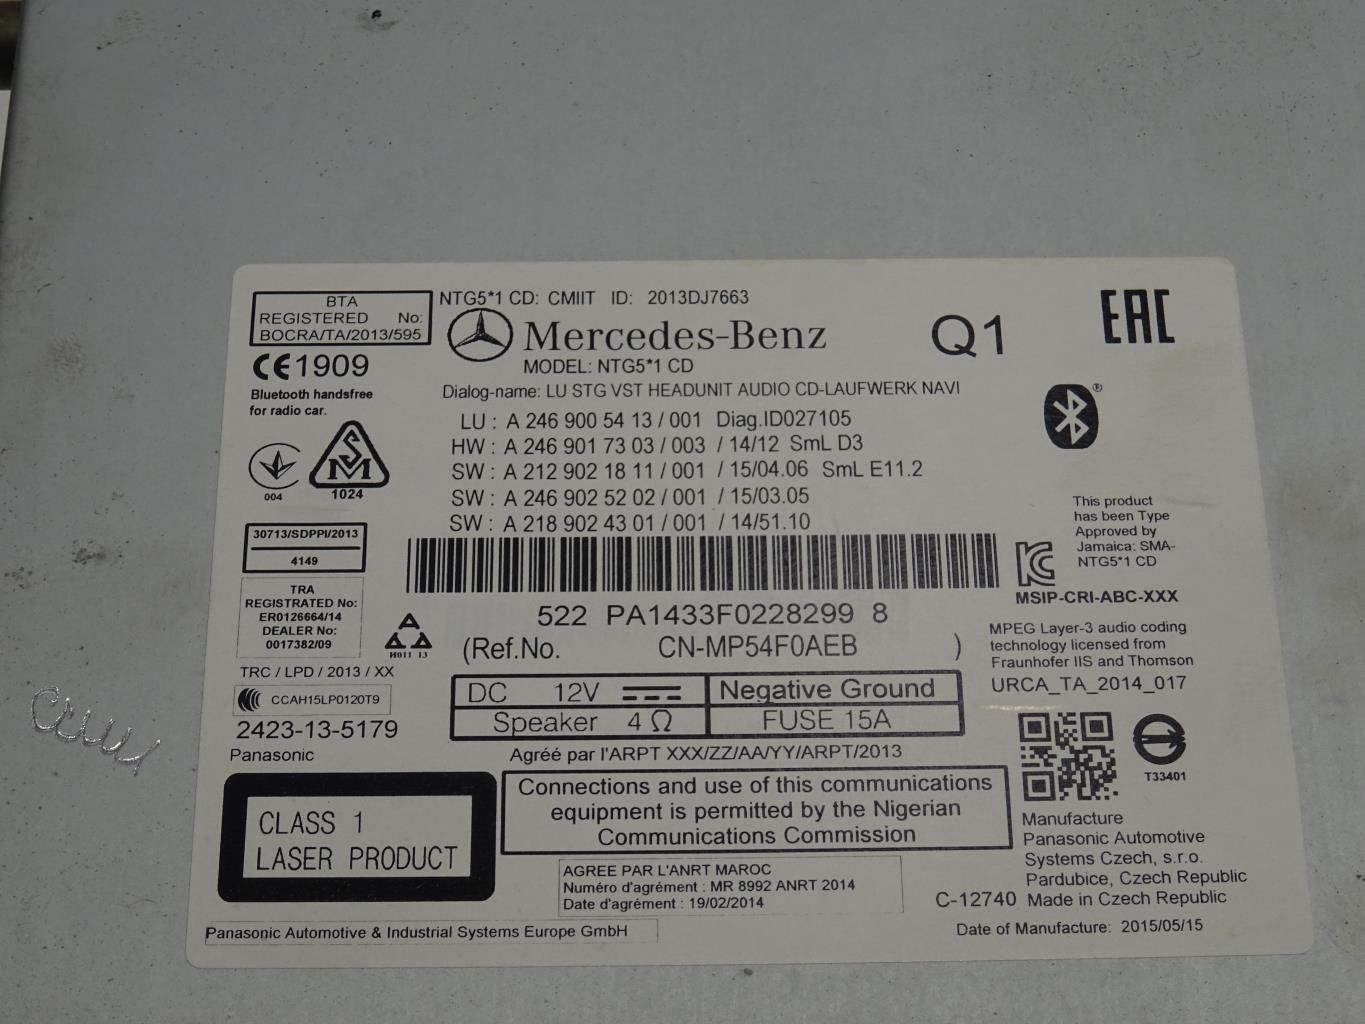 BTA
REGISTERED No:
BOCRA/TA/2013/595
CE1909
Bluetooth handsfree
for radio car.
004
SM
1024
30713/SDPPI/2013
4149
TRA
REGISTRATED No:
ER0126664/14
DEALER No:
0017382/09
И011 13
TRC / LPD / 2013 / XX
CCAH15LP0120T9
2423-13-5179
Panasonic
CLASS 1
LASER PRODUCT
Panasonic Automotive & Industrial Systems Europe GmbH
NTG5*1 CD: CMIIT ID: 2013DJ7663
Mercedes-Benz
MODEL: NTG5*1 CD
Q1
EAC
Dialog-name: LU STG VST HEADUNIT AUDIO CD-LAUFWERK NAVI
LU : A 246 900 54 13 / 001 Diag.ID027105
HW : A 246 901 73 03 / 003 / 14/12 SmL D3
SW : A 212 902 18 11 / 001 / 15/04.06 SmL E11.2
SW : A 246 902 52 02 / 001 / 15/03.05
SW : A 218 902 43 01 / 001 / 14/51.10
522 PA1433F0228299 8
(Ref.No. CN-MP54F0AEB )
DC 12V Negative Ground
Speaker 4 Ω FUSE 15A
Agréé par l'ARPT XXX/ZZ/AA/YY/ARPT/2013
Connections and use of this communications
equipment is permitted by the Nigerian
Communications Commission
AGREE PAR L'ANRT MAROC
Numéro d'agrément : MR 8992 ANRT 2014
Date d'agrément : 19/02/2014
®
This product
has been Type
Approved by
Jamaica: SMA-
NTG5*1 CD
MSIP-CRI-ABC-XXX
MPEG Layer-3 audio coding
technology licensed from
Fraunhofer IIS and Thomson
URCA_TA_2014_017
T33401
Manufacture
Panasonic Automotive
Systems Czech, s.r.o.
Pardubice, Czech Republic
C-12740 Made in Czech Republic
Date of Manufacture: 2015/05/15